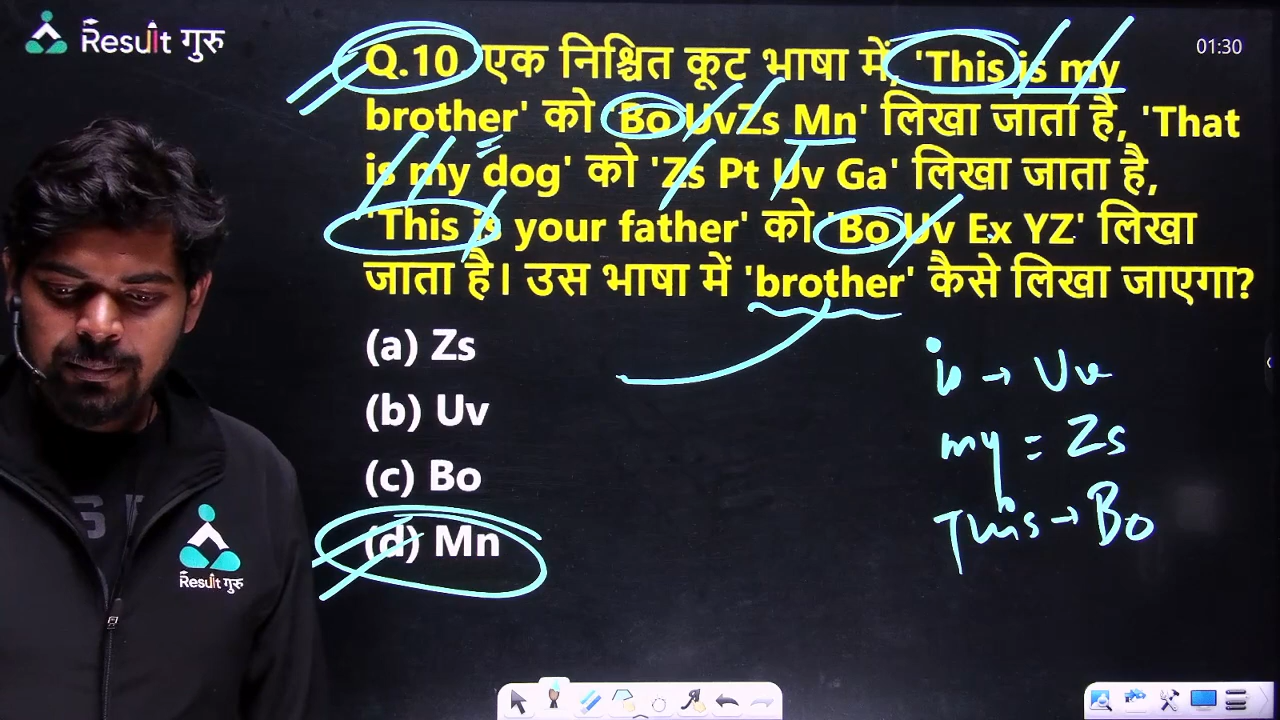 Result गुरु
01:30
Q.10 एक निश्चित कूट भाषा में, 'This is my
brother' को 'Bo UvZs Mn' लिखा जाता है, 'That
is my dog' को 'Zs Pt Uv Ga' लिखा जाता है,
'This is your father' को 'Bo Uv Ex YZ' लिखा
जाता है। उस भाषा में 'brother' कैसे लिखा जाएगा?
(a) Zs
(b) Uv
(c) Bo
(d) Mn
is → Uv
my = Zs
This → Bo
Result गुरु